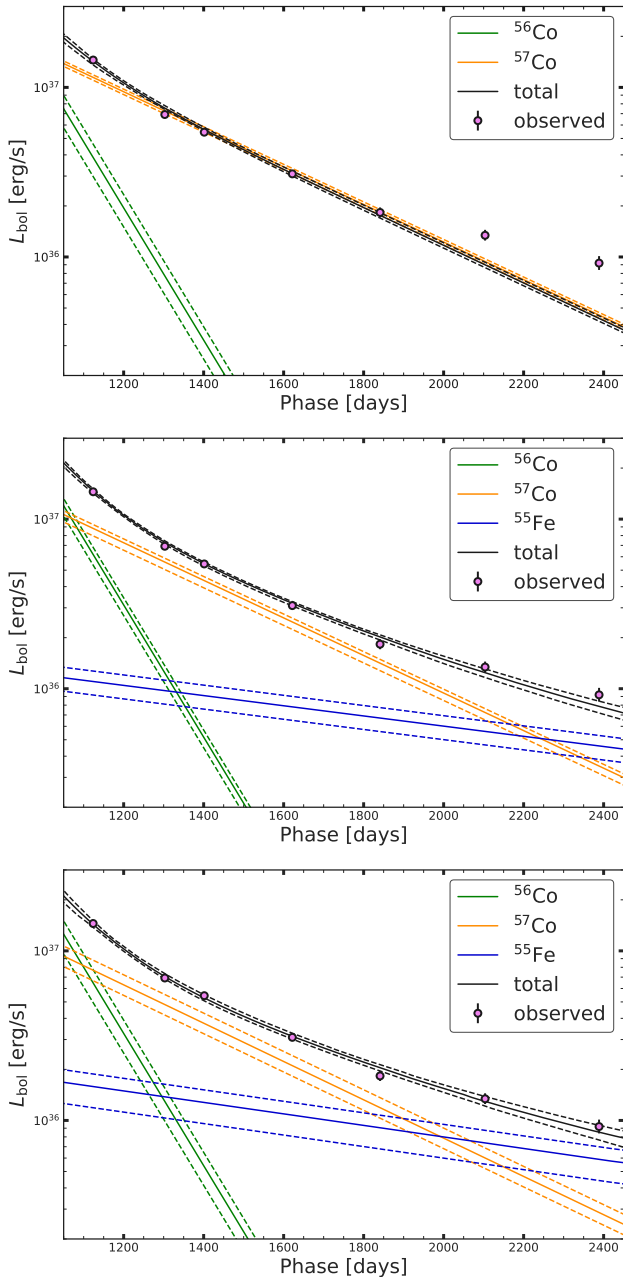 ⁵⁶Co
⁵⁷Co
total
observed
10³⁷
10³⁶
L_bol [erg/s]
1200 1400 1600 1800 2000 2200 2400
Phase [days]
⁵⁶Co
⁵⁷Co
⁵⁵Fe
total
observed
10³⁷
10³⁶
L_bol [erg/s]
1200 1400 1600 1800 2000 2200 2400
Phase [days]
⁵⁶Co
⁵⁷Co
⁵⁵Fe
total
observed
10³⁷
10³⁶
L_bol [erg/s]
1200 1400 1600 1800 2000 2200 2400
Phase [days]